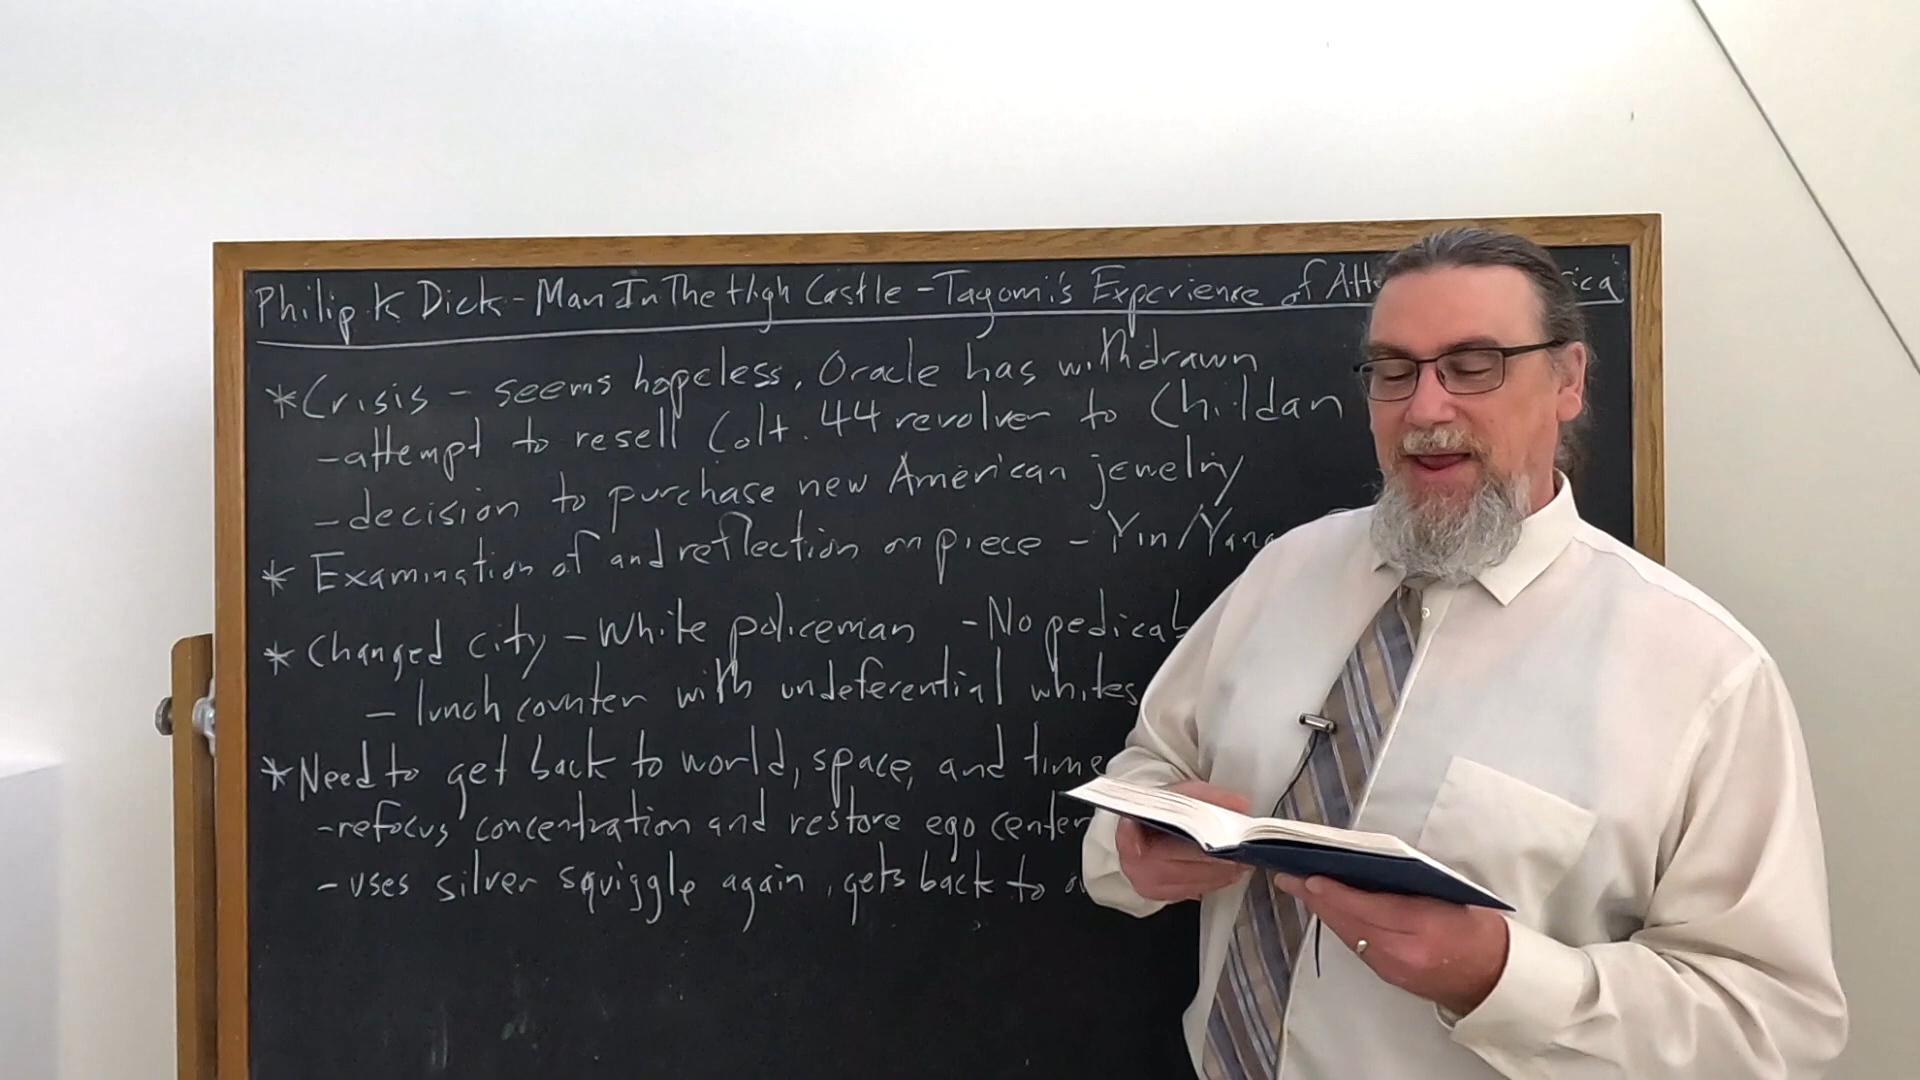 Philip K Dick - Man In The High Castle - Tagomi's Experience of
*Crisis - seems hopeless, Oracle has withdrawn
- attempt to resell Colt .44 revolver to Childan
- decision to purchase new American jewelry
* Examination of and reflection on piece - Yin/Yang
* Changed city - White policeman - No pedicab
- lunch counter with undeferential whites
*Need to get back to world, space, and time
- refocus concentration and restore ego center
- uses silver squiggle again, gets back to